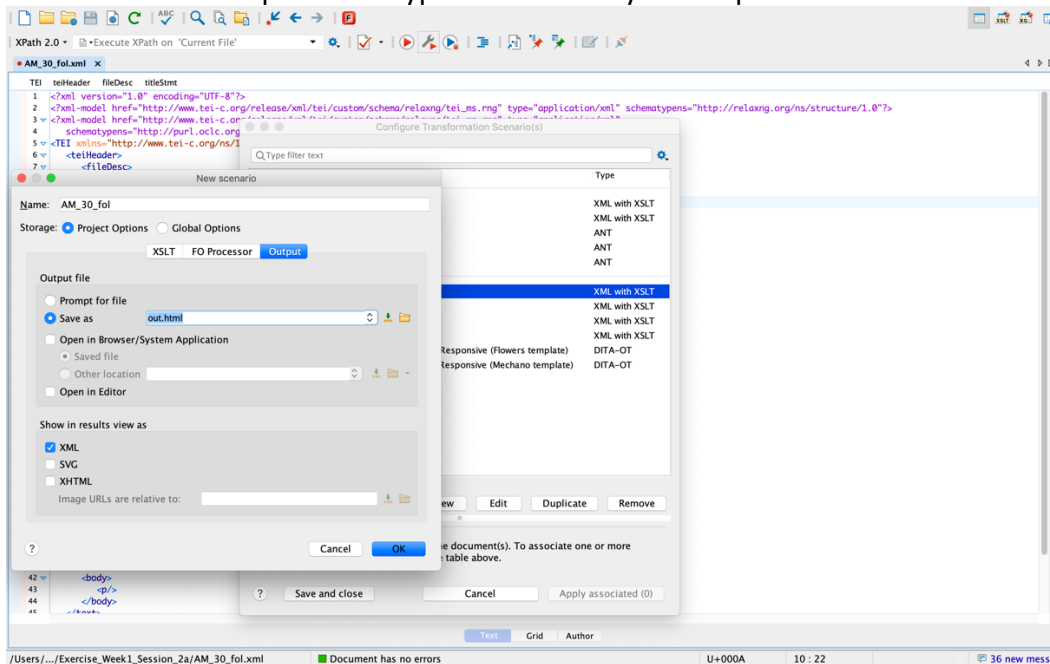 XPath 2.0 Execute XPath on 'Current File'
AM_30_fol.xml ×
TEI teiHeader fileDesc titleStmt
1 <?xml version="1.0" encoding="UTF-8"?>
2 <?xml-model href="http://www.tei-c.org/release/xml/tei/custom/schema/relaxng/tei_ms.rng" type="application/xml" schematypens="http://relaxng.org/ns/structure/1.0"?>
3 <?xml-model
4 schematypens="http://purl.oclc.org
5 <TEI xmlns="http://www.tei-c.org/ns/1
6 <teiHeader>
7 <fileDesc>
Configure Transformation Scenario(s)
Type filter text
Type
XML with XSLT
XML with XSLT
ANT
ANT
ANT
XML with XSLT
XML with XSLT
XML with XSLT
XML with XSLT
Responsive (Flowers template) DITA-OT
Responsive (Mechano template) DITA-OT
ew Edit Duplicate Remove
e document(s). To associate one or more
table above.
? Save and close Cancel Apply associated (0)
New scenario
Name: AM_30_fol
Storage: Project Options Global Options
XSLT FO Processor Output
Output file
Prompt for file
Save as out.html
Open in Browser/System Application
Saved file
Other location
Open in Editor
Show in results view as
XML
SVG
XHTML
Image URLs are relative to:
? Cancel OK
42 <body>
43 <p/>
44 </body>
45
Text Grid Author
/Users/.../Exercise_Week1_Session_2a/AM_30_fol.xml Document has no errors U+000A 10 : 22 36 new mess